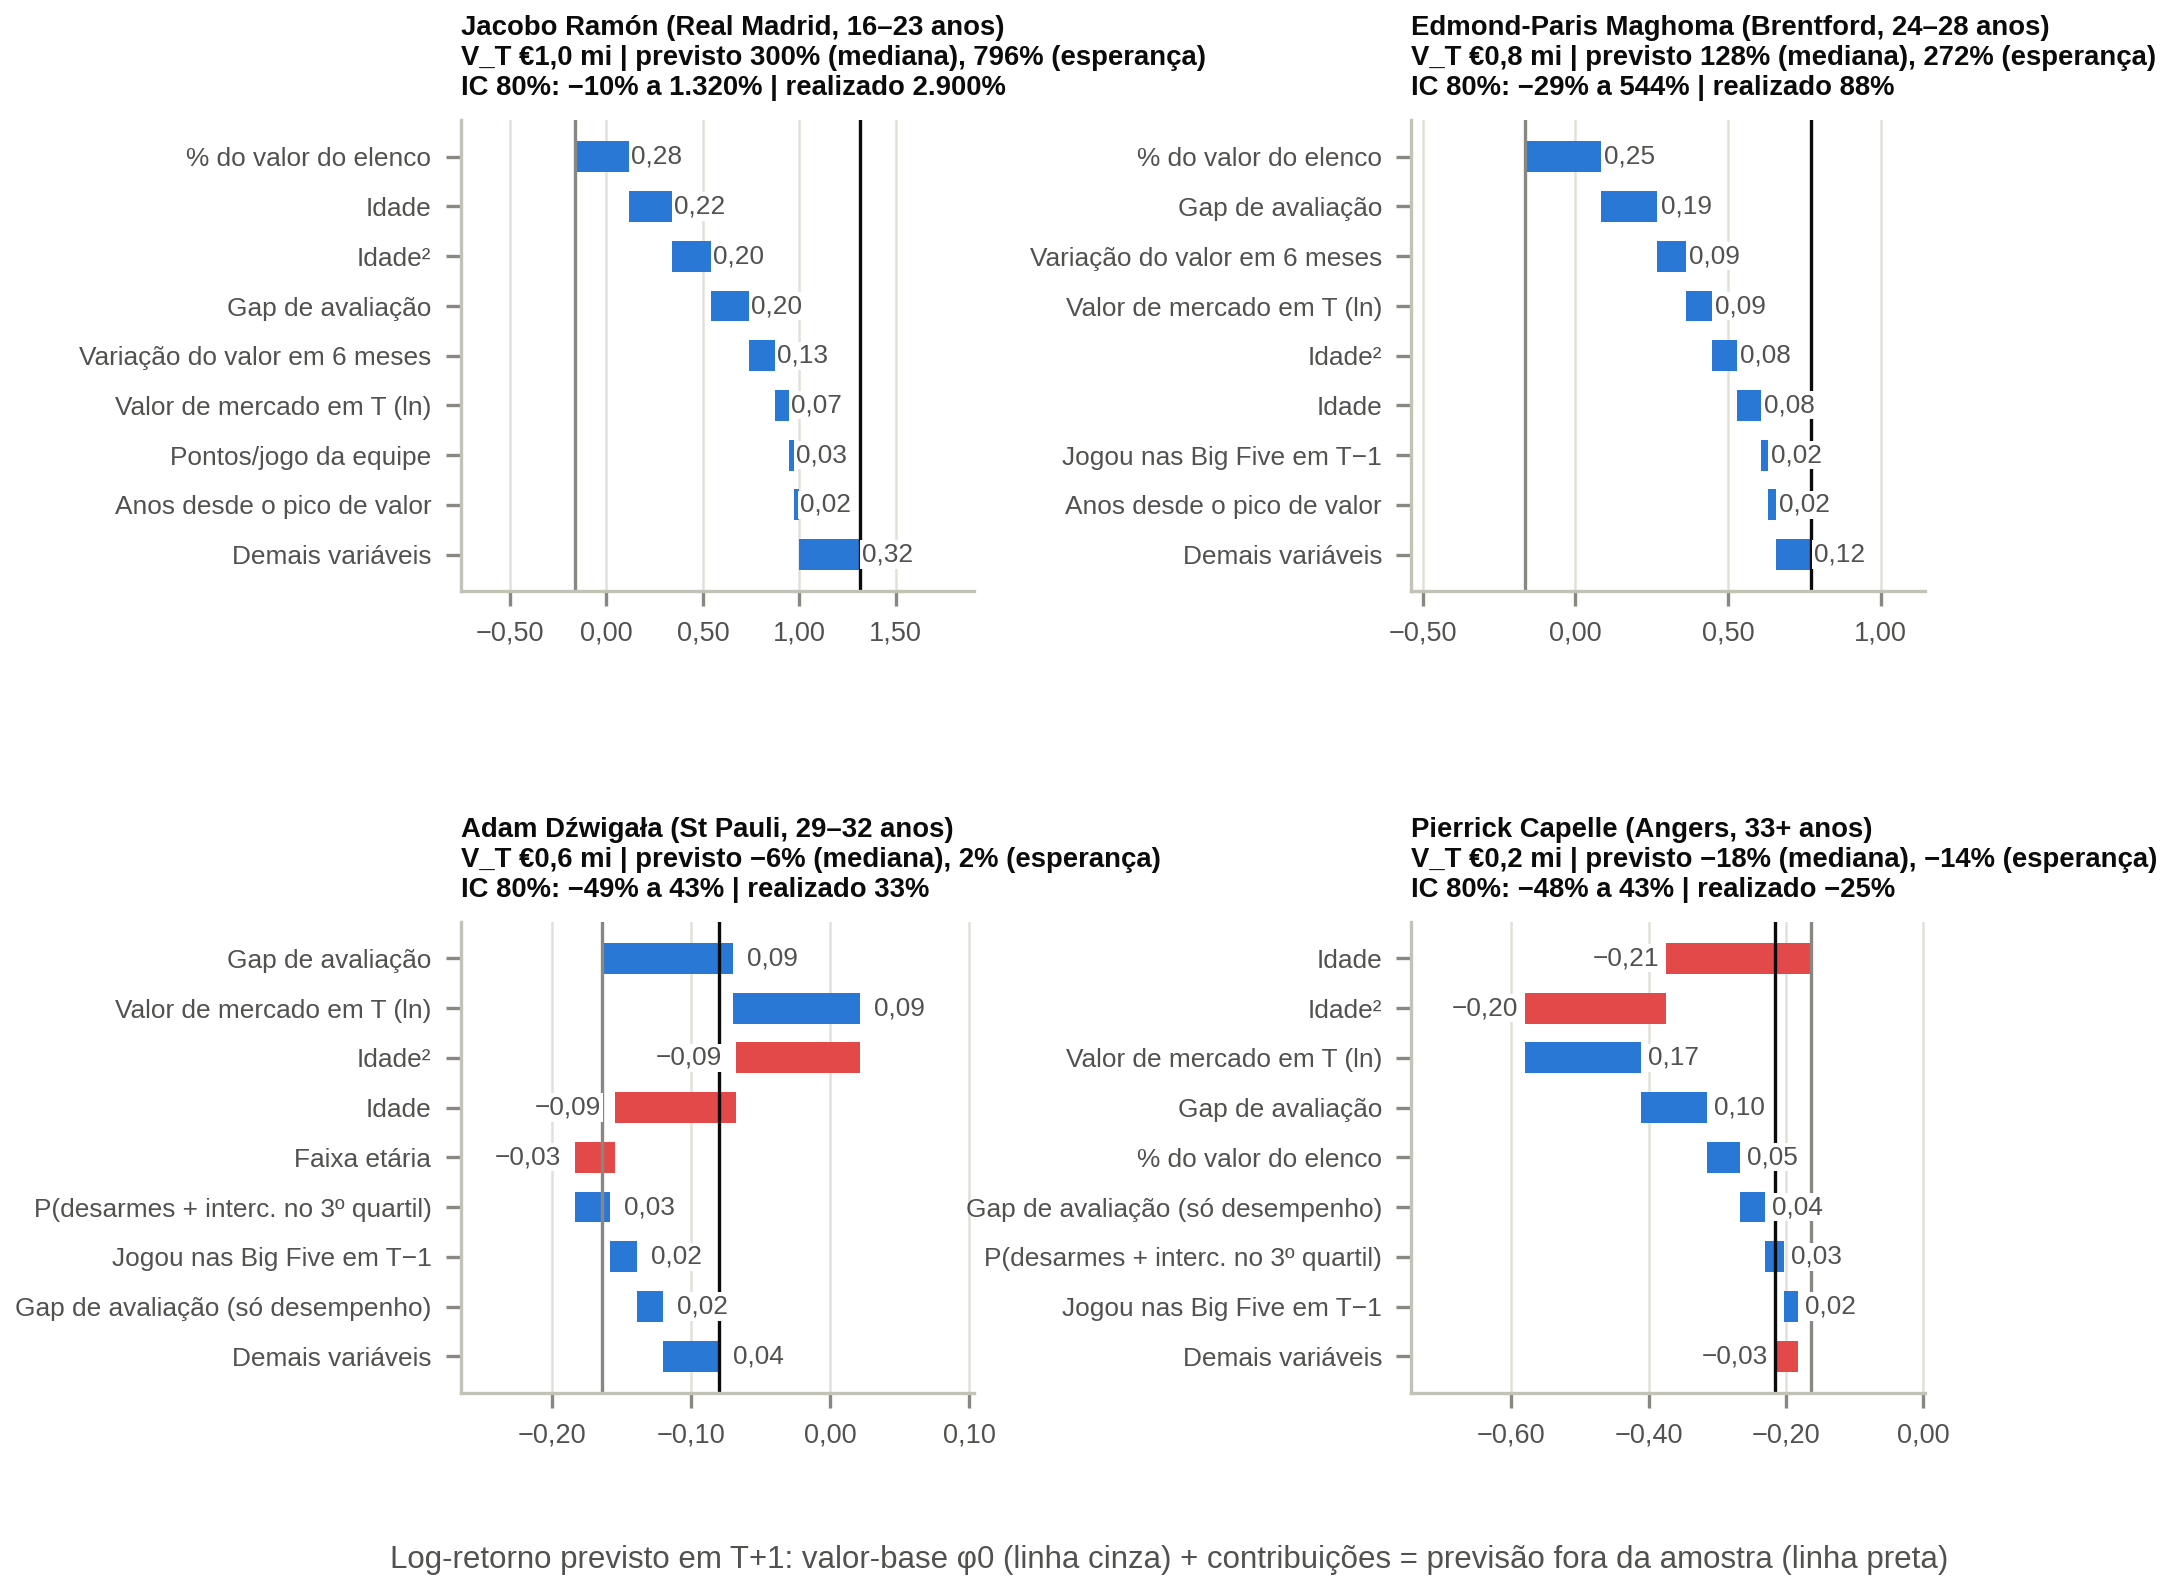 Jacobo Ramón (Real Madrid, 16–23 anos)
V_T €1,0 mi | previsto 300% (mediana), 796% (esperança)
IC 80%: −10% a 1.320% | realizado 2.900%
% do valor do elenco 0,28
Idade 0,22
Idade² 0,20
Gap de avaliação 0,20
Variação do valor em 6 meses 0,13
Valor de mercado em T (ln) 0,07
Pontos/jogo da equipe 0,03
Anos desde o pico de valor 0,02
Demais variáveis 0,32
−0,50 0,00 0,50 1,00 1,50
Edmond-Paris Maghoma (Brentford, 24–28 anos)
V_T €0,8 mi | previsto 128% (mediana), 272% (esperança)
IC 80%: −29% a 544% | realizado 88%
% do valor do elenco 0,25
Gap de avaliação 0,19
Variação do valor em 6 meses 0,09
Valor de mercado em T (ln) 0,09
Idade² 0,08
Idade 0,08
Jogou nas Big Five em T−1 0,02
Anos desde o pico de valor 0,02
Demais variáveis 0,12
−0,50 0,00 0,50 1,00
Adam Dźwigała (St Pauli, 29–32 anos)
V_T €0,6 mi | previsto −6% (mediana), 2% (esperança)
IC 80%: −49% a 43% | realizado 33%
Gap de avaliação 0,09
Valor de mercado em T (ln) 0,09
Idade² −0,09
Idade −0,09
Faixa etária −0,03
P(desarmes + interc. no 3º quartil) 0,03
Jogou nas Big Five em T−1 0,02
Gap de avaliação (só desempenho) 0,02
Demais variáveis 0,04
−0,20 −0,10 0,00 0,10
Pierrick Capelle (Angers, 33+ anos)
V_T €0,2 mi | previsto −18% (mediana), −14% (esperança)
IC 80%: −48% a 43% | realizado −25%
Idade −0,21
Idade² −0,20
Valor de mercado em T (ln) 0,17
Gap de avaliação 0,10
% do valor do elenco 0,05
Gap de avaliação (só desempenho) 0,04
P(desarmes + interc. no 3º quartil) 0,03
Jogou nas Big Five em T−1 0,02
Demais variáveis −0,03
−0,60 −0,40 −0,20 0,00
Log-retorno previsto em T+1: valor-base φ0 (linha cinza) + contribuições = previsão fora da amostra (linha preta)